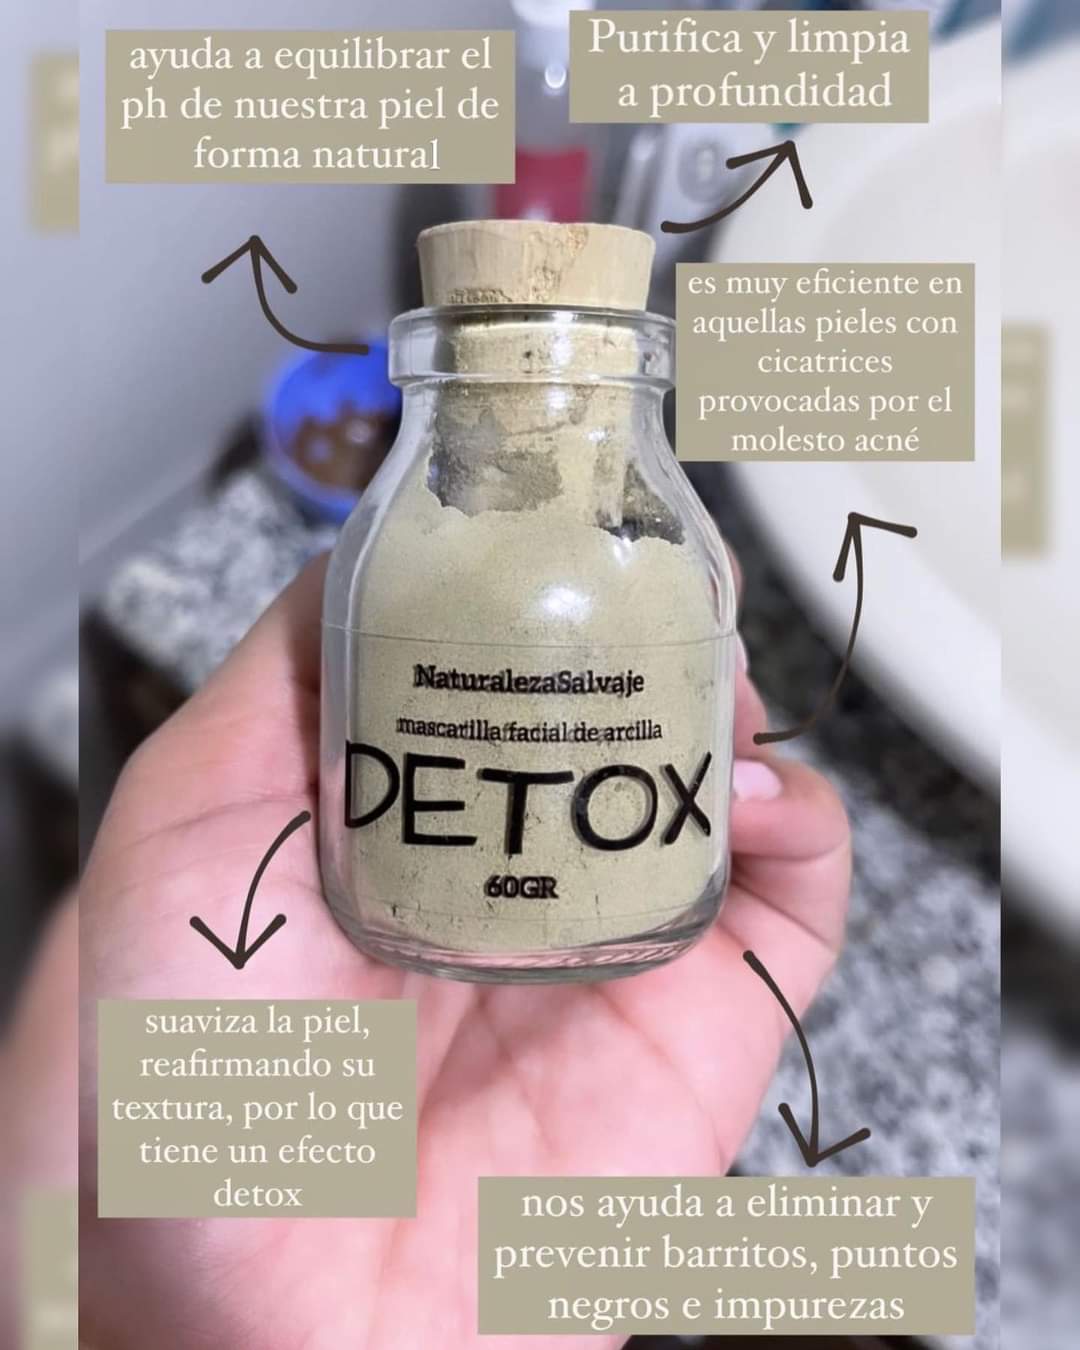 ayuda a equilibrar el
ph de nuestra piel de
forma natural
Purifica y limpia
a profundidad
es muy eficiente en
aquellas pieles con
cicatrices
provocadas por el
molesto acné
NaturalezaSalvaje
mascarilla facial de arcilla
DETOX
60GR
suaviza la piel,
reafirmando su
textura, por lo que
tiene un efecto
detox
nos ayuda a eliminar y
prevenir barritos, puntos
negros e impurezas